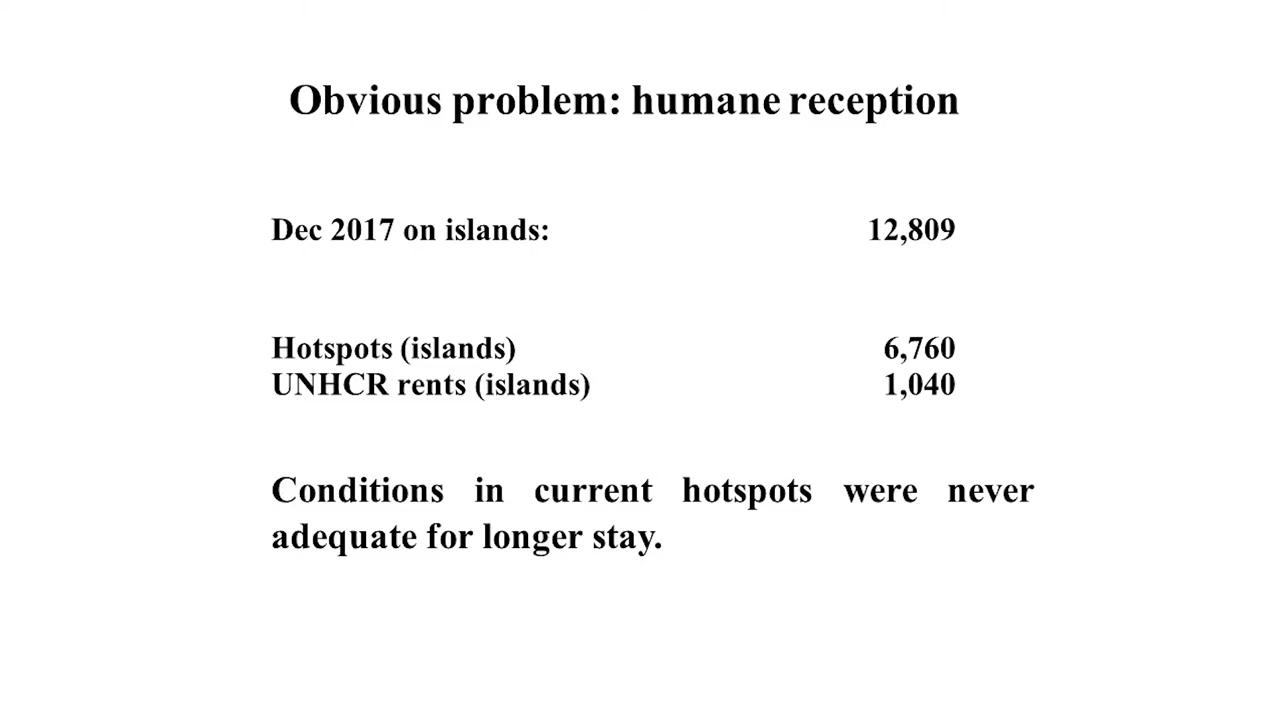 Obvious problem: humane reception
Dec 2017 on islands: 12,809
Hotspots (islands) 6,760
UNHCR rents (islands) 1,040
Conditions in current hotspots were never
adequate for longer stay.